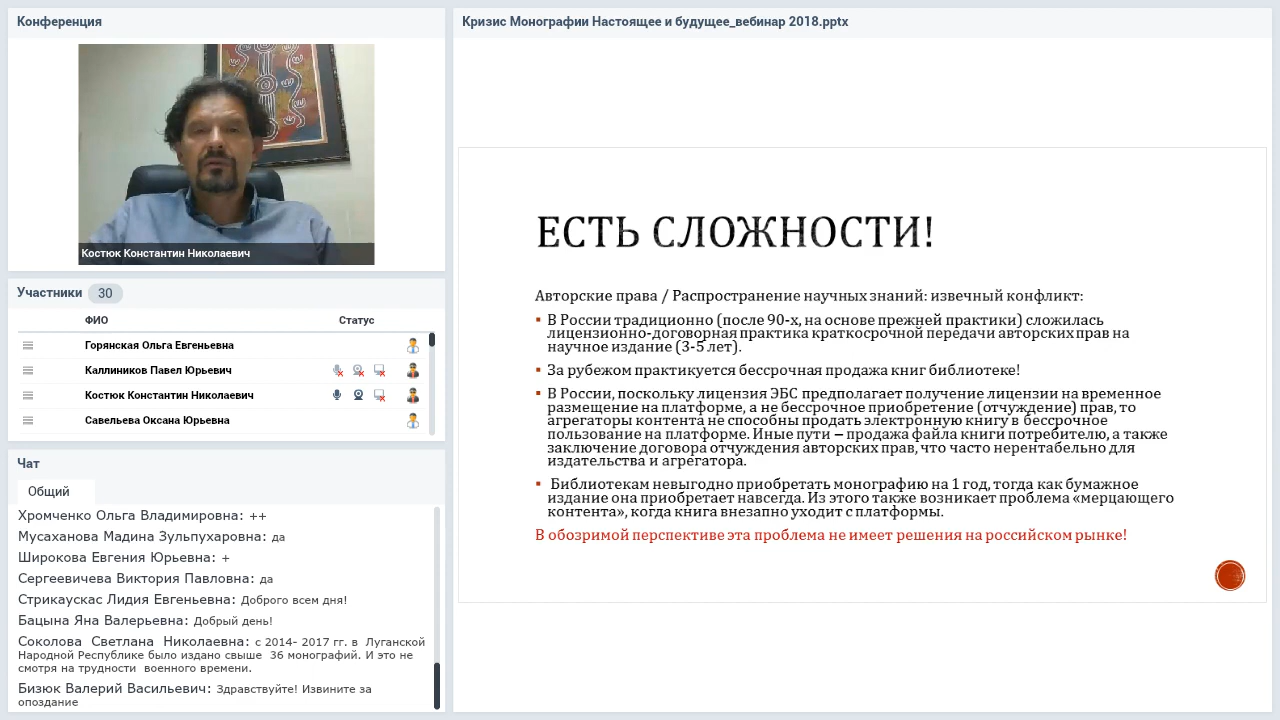 Конференция
Костюк Константин Николаевич
Участники 30
ФИО Статус
Горянская Ольга Евгеньевна
Каллиников Павел Юрьевич
Костюк Константин Николаевич
Савельева Оксана Юрьевна
Чат
Общий
Хромченко Ольга Владимировна: ++
Мусаханова Мадина Зульпухаровна: да
Широкова Евгения Юрьевна: +
Сергеевичева Виктория Павловна: да
Стрикаускас Лидия Евгеньевна: Доброго всем дня!
Бацына Яна Валерьевна: Добрый день!
Соколова Светлана Николаевна: с 2014- 2017 гг. в Луганской
Народной Республике было издано свыше 36 монографий. И это не
смотря на трудности военного времени.
Бизюк Валерий Васильевич: Здравствуйте! Извините за
опоздание
Кризис Монографии Настоящее и будущее_вебинар 2018.pptx
ЕСТЬ СЛОЖНОСТИ!
Авторские права / Распространение научных знаний: извечный конфликт:
▪ В России традиционно (после 90-х, на основе прежней практики) сложилась
лицензионно-договорная практика краткосрочной передачи авторских прав на
научное издание (3-5 лет).
▪ За рубежом практикуется бессрочная продажа книг библиотеке!
▪ В России, поскольку лицензия ЭБС предполагает получение лицензии на временное
размещение на платформе, а не бессрочное приобретение (отчуждение) прав, то
агрегаторы контента не способны продать электронную книгу в бессрочное
пользование на платформе. Иные пути – продажа файла книги потребителю, а также
заключение договора отчуждения авторских прав, что часто нерентабельно для
издательства и агрегатора.
▪ Библиотекам невыгодно приобретать монографию на 1 год, тогда как бумажное
издание она приобретает навсегда. Из этого также возникает проблема «мерцающего
контента», когда книга внезапно уходит с платформы.
В обозримой перспективе эта проблема не имеет решения на российском рынке!